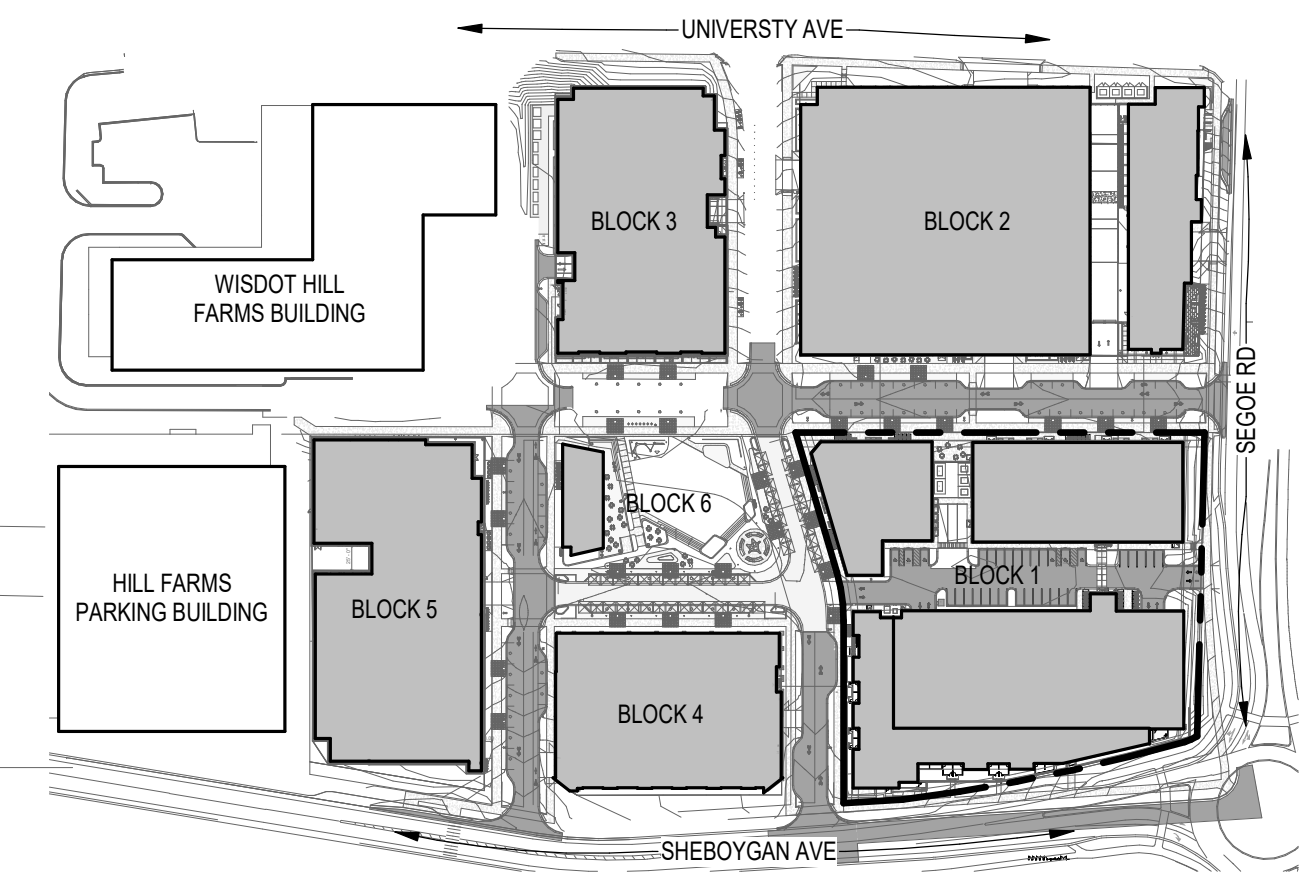 UNIVERSTY AVE
BLOCK 3
BLOCK 2
WISDOT HILL
FARMS BUILDING
SEGOE RD
BLOCK 6
BLOCK 1
HILL FARMS
PARKING BUILDING
BLOCK 5
BLOCK 4
SHEBOYGAN AVE